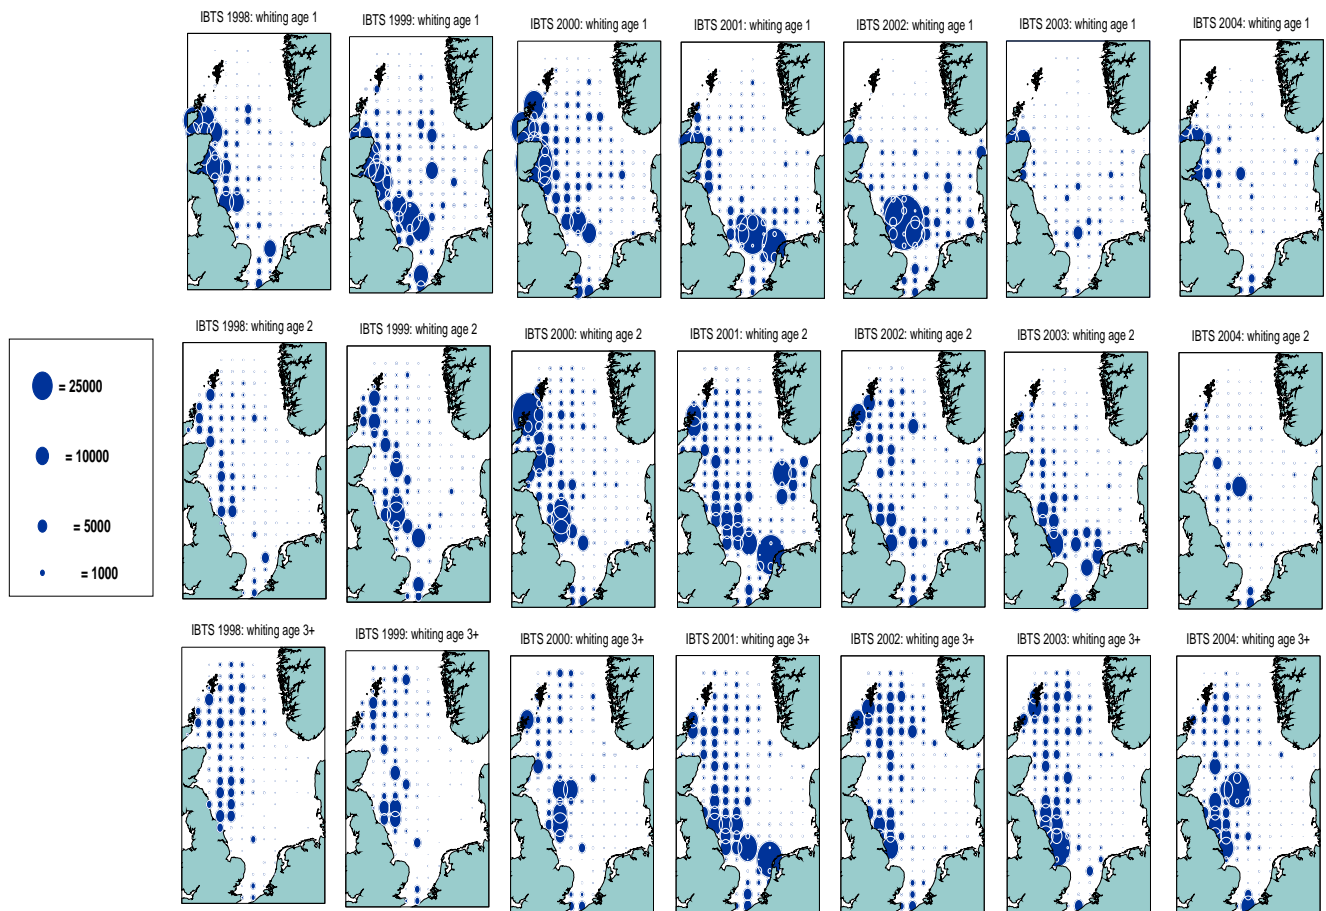 IBTS 1998: whiting age 1
IBTS 1999: whiting age 1
IBTS 2000: whiting age 1
IBTS 2001: whiting age 1
IBTS 2002: whiting age 1
IBTS 2003: whiting age 1
IBTS 2004: whiting age 1
IBTS 1998: whiting age 2
IBTS 1999: whiting age 2
IBTS 2000: whiting age 2
IBTS 2001: whiting age 2
IBTS 2002: whiting age 2
IBTS 2003: whiting age 2
IBTS 2004: whiting age 2
= 25000
= 10000
= 5000
= 1000
IBTS 1998: whiting age 3+
IBTS 1999: whiting age 3+
IBTS 2000: whiting age 3+
IBTS 2001: whiting age 3+
IBTS 2002: whiting age 3+
IBTS 2003: whiting age 3+
IBTS 2004: whiting age 3+